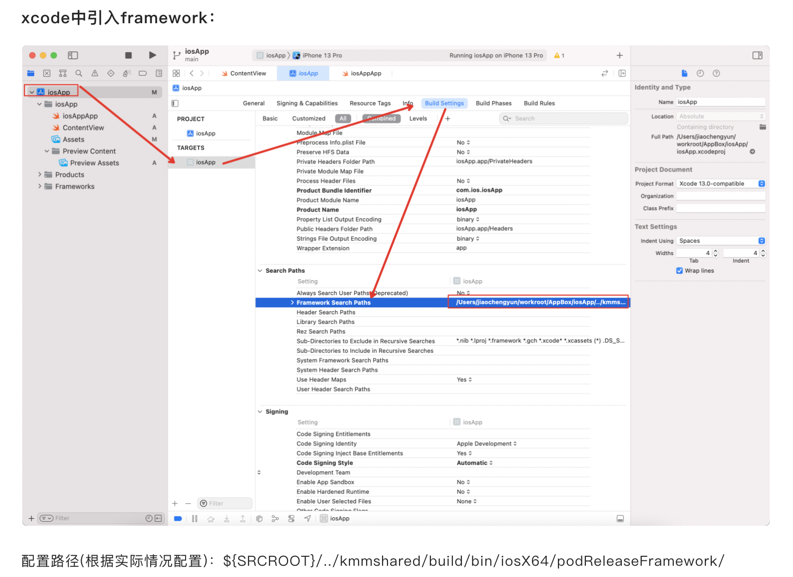 xcode中引入framework：
iosApp
main
iosApp
iPhone 13 Pro
Running iosApp on iPhone 13 Pro
1
ContentView
iosApp
iosAppApp
iosApp
M
iosApp
iosAppApp
A
ContentView
A
Assets
M
Preview Content
Preview Assets
A
Products
Frameworks
Filter
iosApp
General
Signing & Capabilities
Resource Tags
Info
Build Settings
Build Phases
Build Rules
PROJECT
iosApp
TARGETS
iosApp
Filter
Basic
Customized
All
Combined
Levels
Search
Module Map File
Preprocess Info.plist File
No
Preserve HFS Data
No
Private Headers Folder Path
iosApp.app/PrivateHeaders
Private Module Map File
Process Header Files
No
Product Bundle Identifier
com.ios.iosApp
Product Module Name
iosApp
Product Name
iosApp
Property List Output Encoding
binary
Public Headers Folder Path
iosApp.app/Headers
Strings File Output Encoding
binary
Wrapper Extension
app
Search Paths
Setting
iosApp
Always Search User Paths (Deprecated)
No
Framework Search Paths
/Users/jiaochengyun/workroot/AppBox/iosApp/../kmms...
Header Search Paths
Library Search Paths
Rez Search Paths
Sub-Directories to Exclude in Recursive Searches
*.nib *.lproj *.framework *.gch *.xcode* *.xcassets (*) .DS_S...
Sub-Directories to Include in Recursive Searches
System Framework Search Paths
System Header Search Paths
Use Header Maps
Yes
User Header Search Paths
Signing
Setting
iosApp
Code Signing Entitlements
Code Signing Identity
Apple Development
Code Signing Inject Base Entitlements
Yes
Code Signing Style
Automatic
Development Team
Enable App Sandbox
No
Enable Hardened Runtime
No
Enable User Selected Files
None
Other Code Signing Flags
iosApp
Identity and Type
Name
iosApp
Location
Absolute
Containing directory
Full Path
/Users/jiaochengyun/
workroot/AppBox/iosApp/
iosApp.xcodeproj
Project Document
Project Format
Xcode 13.0-compatible
Organization
Class Prefix
Text Settings
Indent Using
Spaces
Widths
4
4
Tab
Indent
Wrap lines
配置路径(根据实际情况配置)：${SRCROOT}/../kmmshared/build/bin/iosX64/podReleaseFramework/